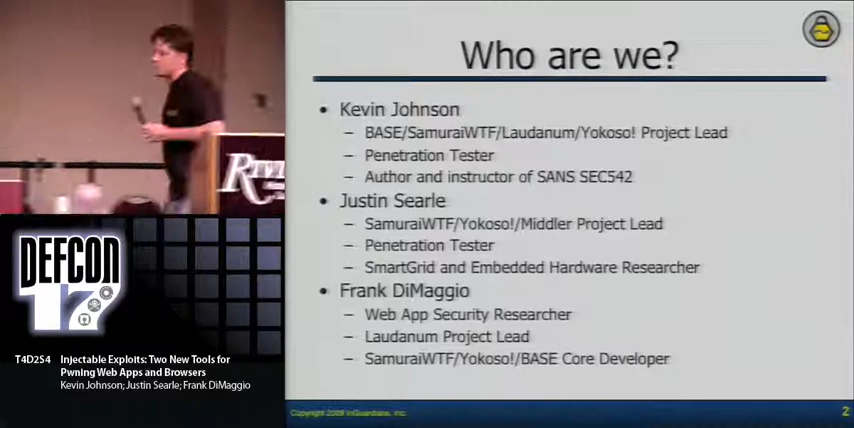 Who are we?
• Kevin Johnson
– BASE/SamuraiWTF/Laudanum/Yokoso! Project Lead
– Penetration Tester
– Author and instructor of SANS SEC542
• Justin Searle
– SamuraiWTF/Yokoso!/Middler Project Lead
– Penetration Tester
– SmartGrid and Embedded Hardware Researcher
• Frank DiMaggio
– Web App Security Researcher
– Laudanum Project Lead
– SamuraiWTF/Yokoso!/BASE Core Developer
Copyright 2009 InGuardians, Inc.
2
DEFCON
17
T4D254 Injectable Exploits: Two New Tools for
Pwning Web Apps and Browsers
Kevin Johnson; Justin Searle; Frank DiMaggio